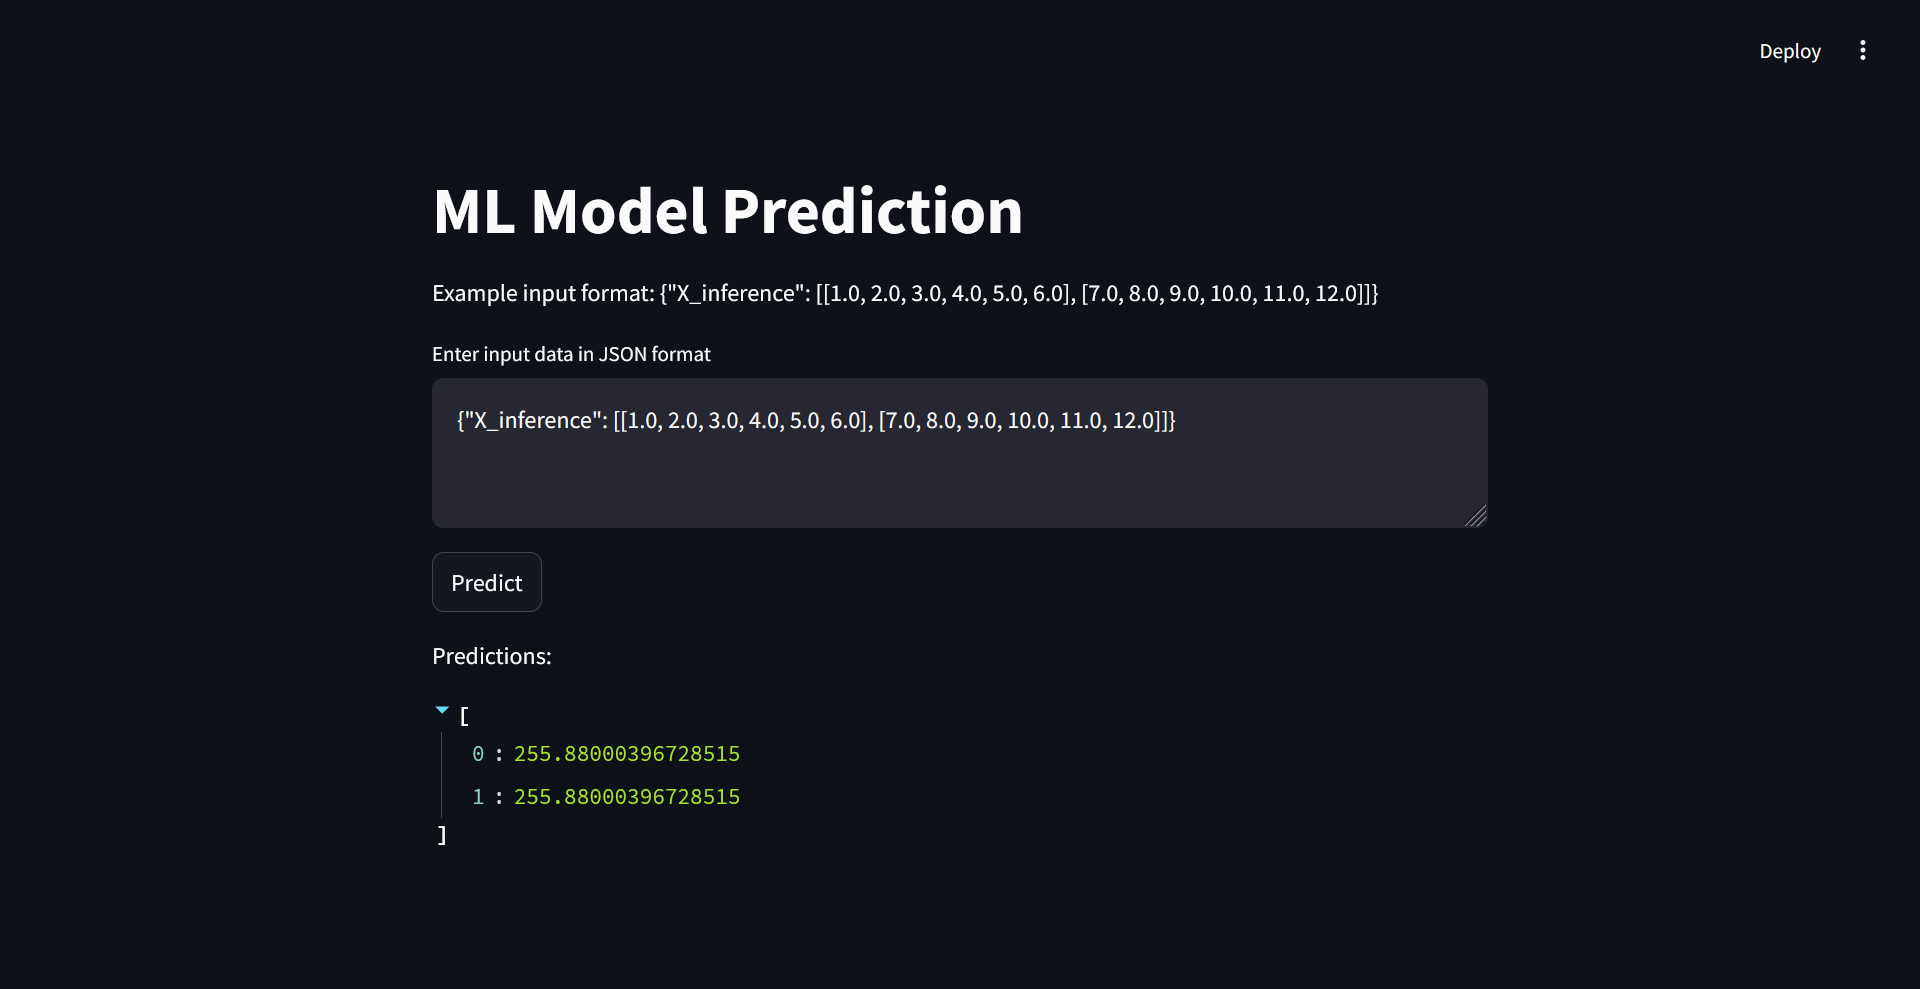 Deploy
ML Model Prediction
Example input format: {"X_inference": [[1.0, 2.0, 3.0, 4.0, 5.0, 6.0], [7.0, 8.0, 9.0, 10.0, 11.0, 12.0]]}
Enter input data in JSON format
{"X_inference": [[1.0, 2.0, 3.0, 4.0, 5.0, 6.0], [7.0, 8.0, 9.0, 10.0, 11.0, 12.0]]}
Predict
Predictions:
[
0 : 255.88000396728515
1 : 255.88000396728515
]